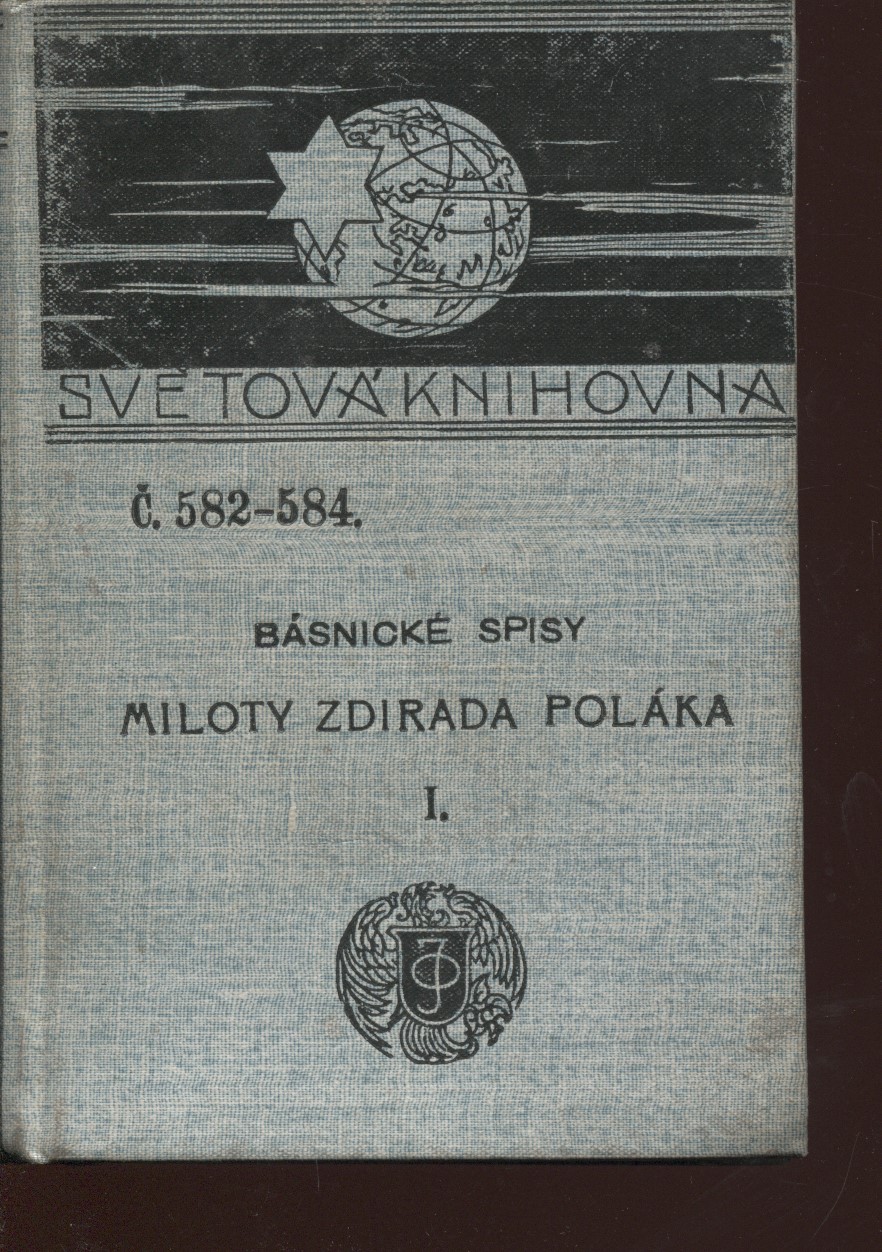 SVĚTOVÁ KNIHOVNA
Č. 582-584.
BÁSNICKÉ SPISY
MILOTY ZDIRADA POLÁKA
I.